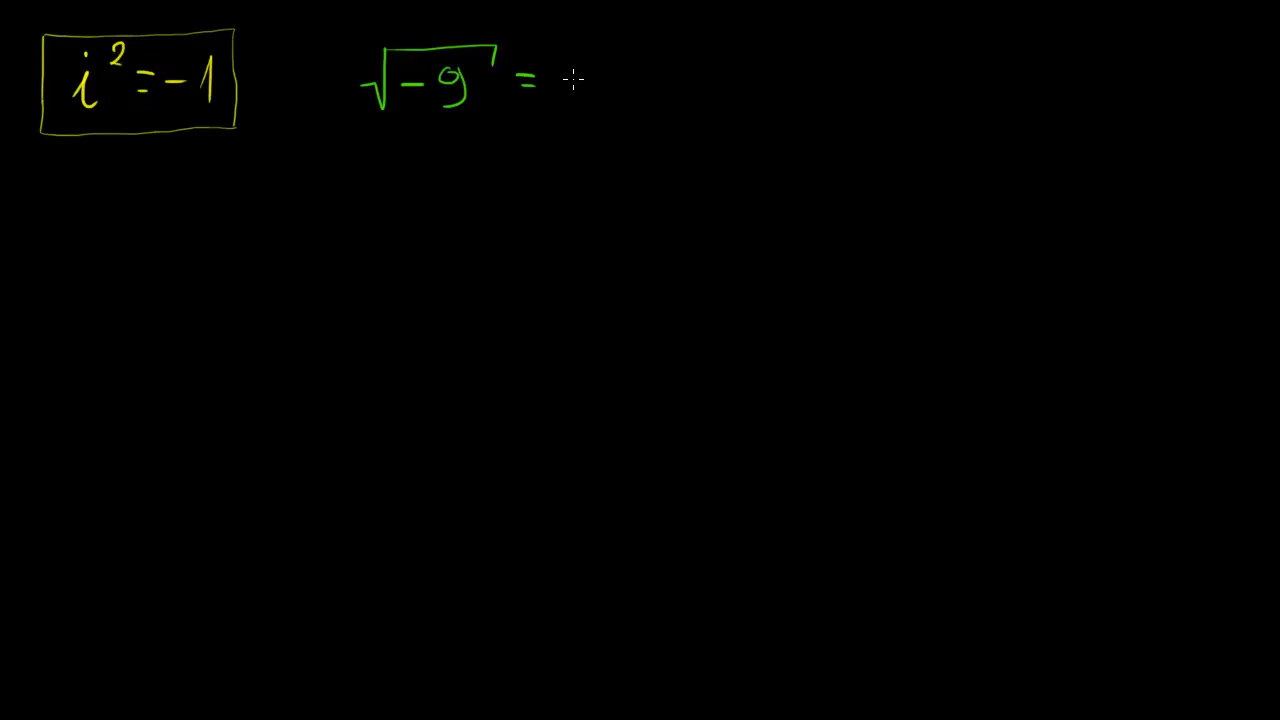 i² = -1
√-9 =